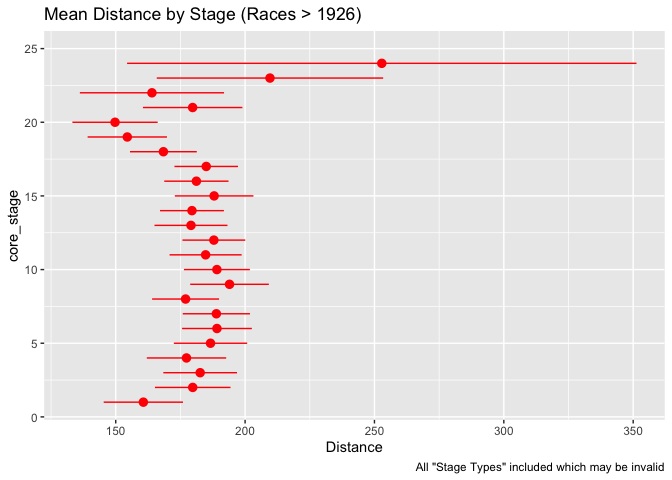 Mean Distance by Stage (Races > 1926)
25
20
15
10
5
0
core_stage
150
200
250
300
350
Distance
All "Stage Types" included which may be invalid